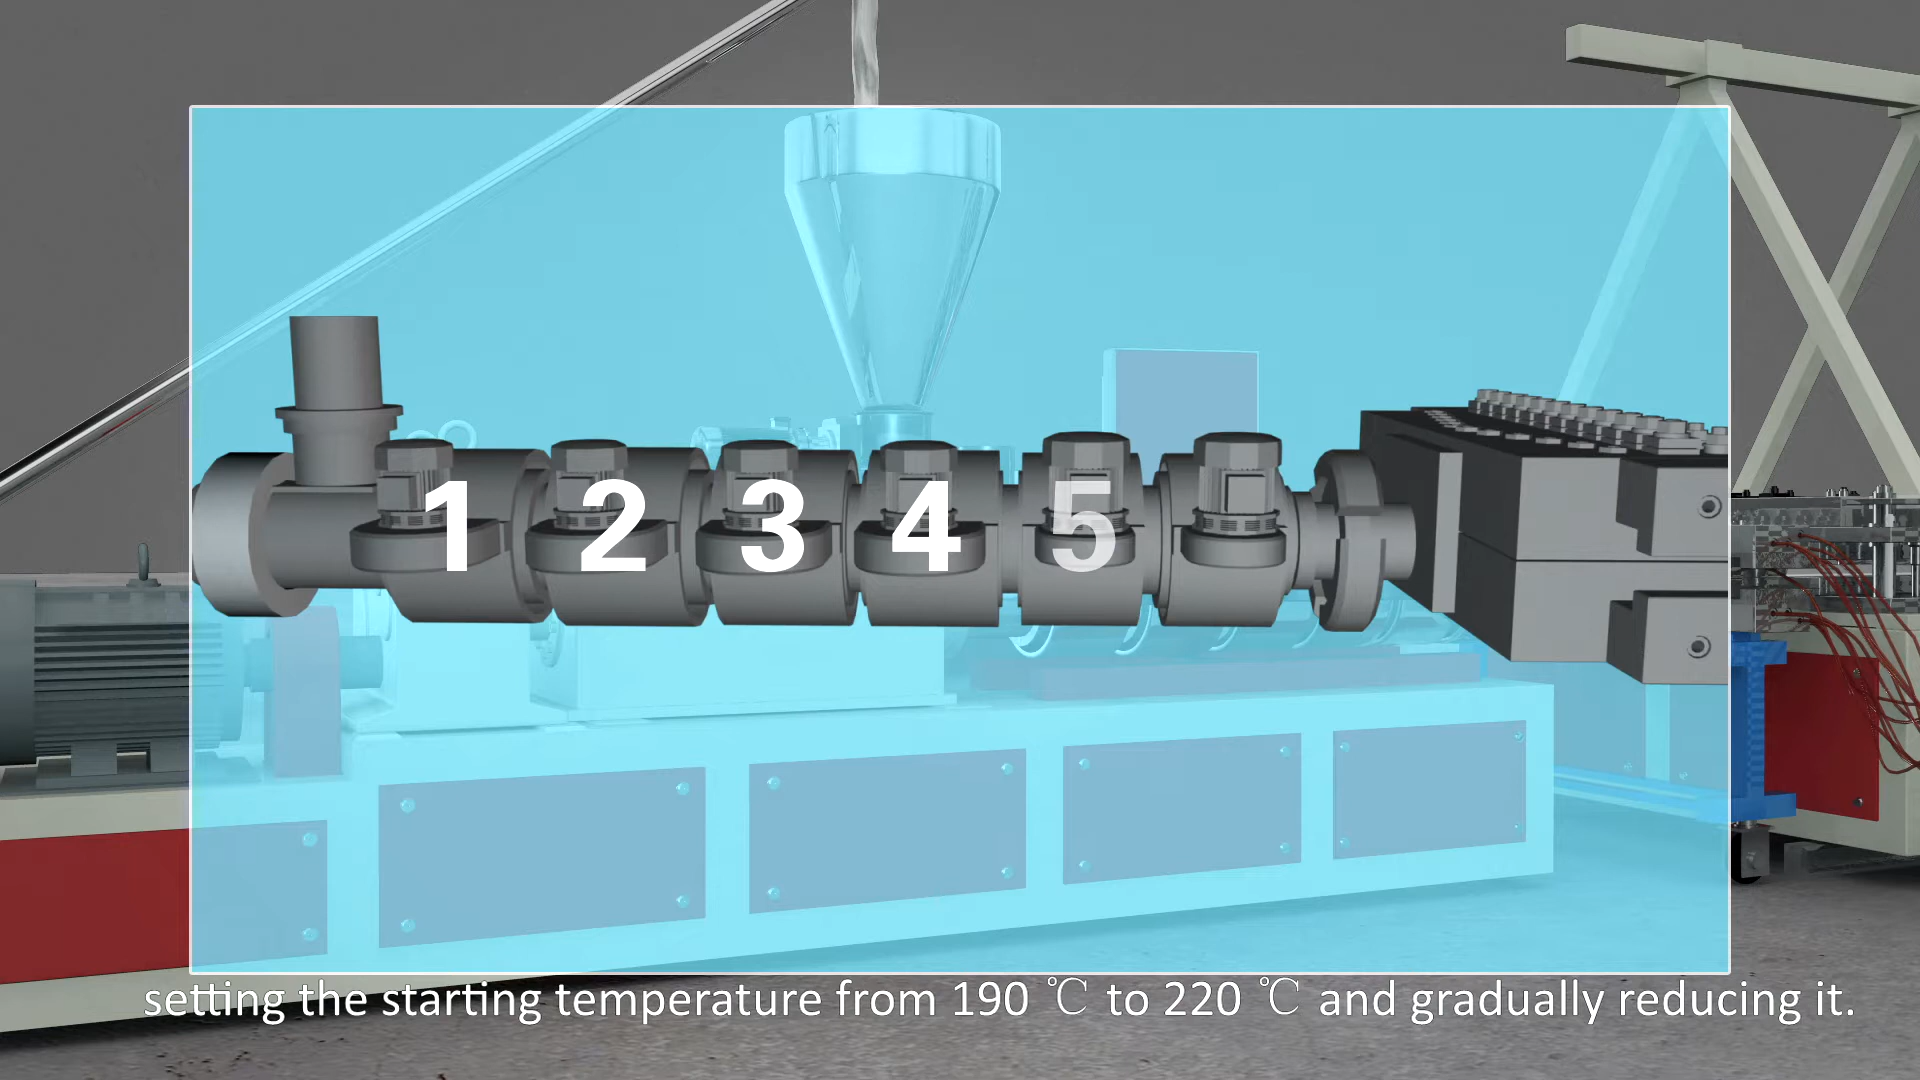 1 2 3 4 5
setting the starting temperature from 190 ℃ to 220 ℃ and gradually reducing it.